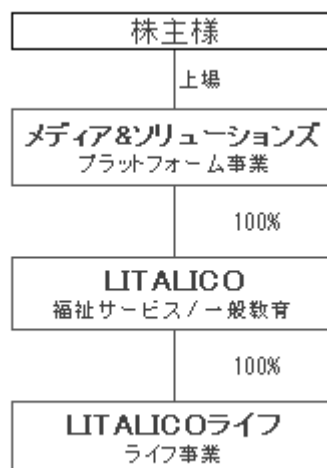 株主様
上場
メディア&ソリューションズ
プラットフォーム事業
100%
LITALICO
福祉サービス/一般教育
100%
LITALICOライフ
ライフ事業